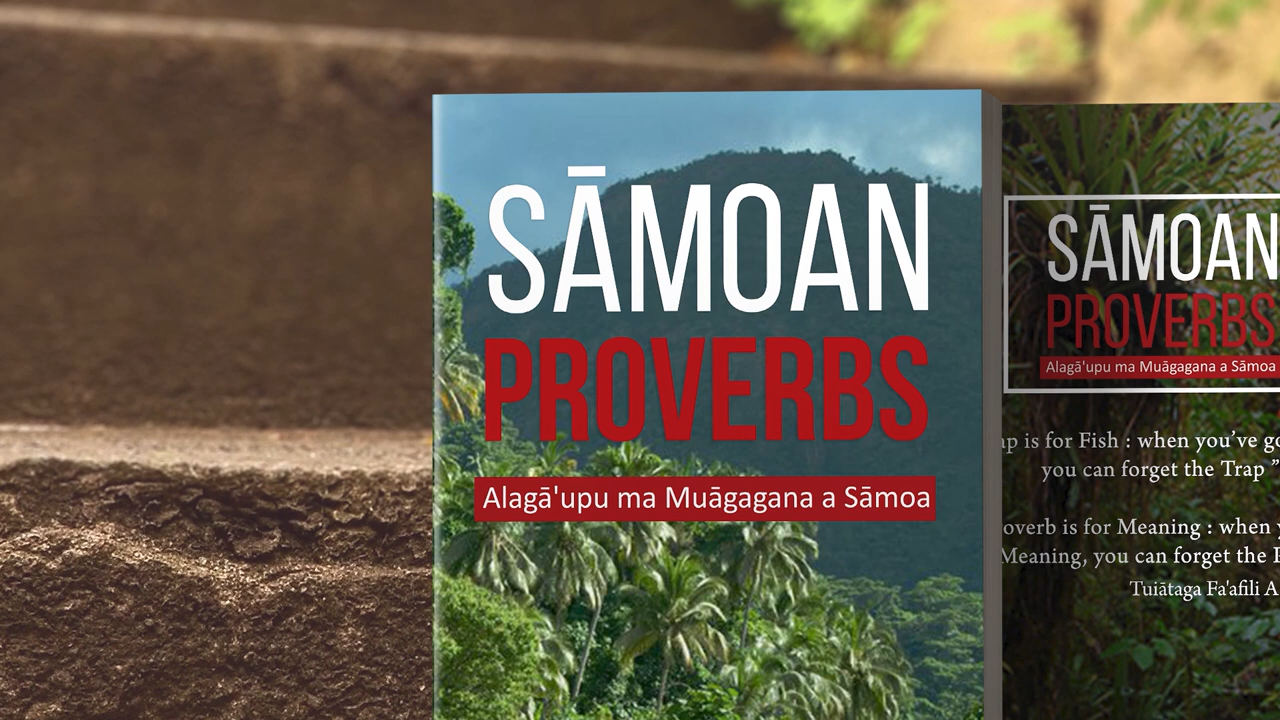 SĀMOAN
PROVERBS
Alagā'upu ma Muāgagana a Sāmoa
SĀMOAN
PROVERBS
Alagā'upu ma Muāgagana a Sāmoa
is for Fish : when you've
you can forget the Trap ”
is for Meaning : when
Meaning, you can forget the
Tuiātaga Fa'afili A